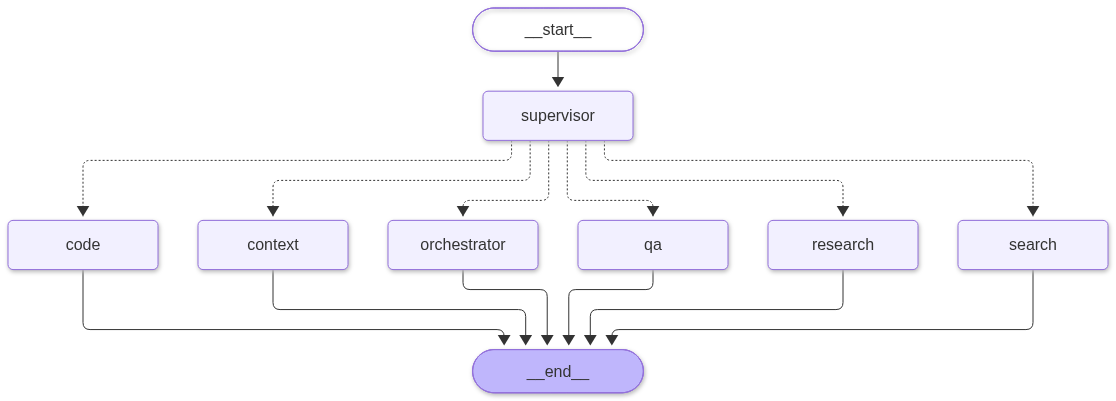 __start__
supervisor
code
context
orchestrator
qa
research
search
__end__